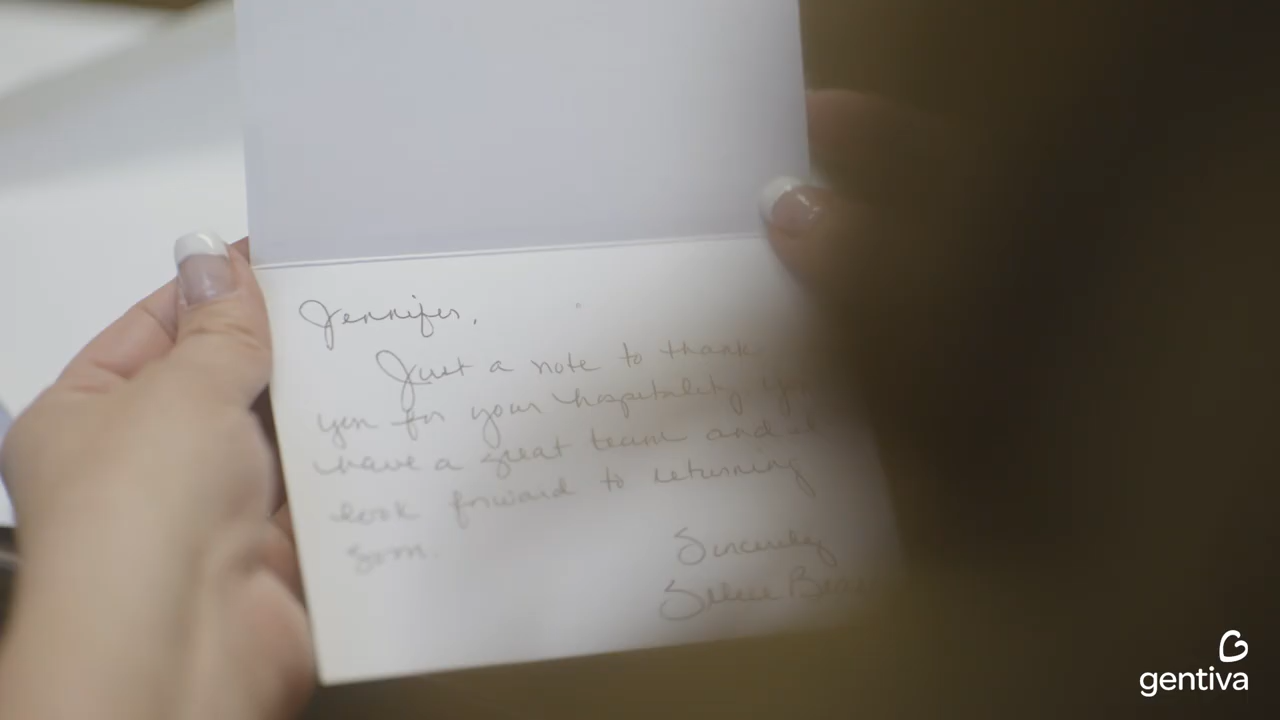 Jennifer,
Just a note to thank
you for your hospitality. You
have a great team and I
look forward to returning
soon.
Sincerely
gentiva